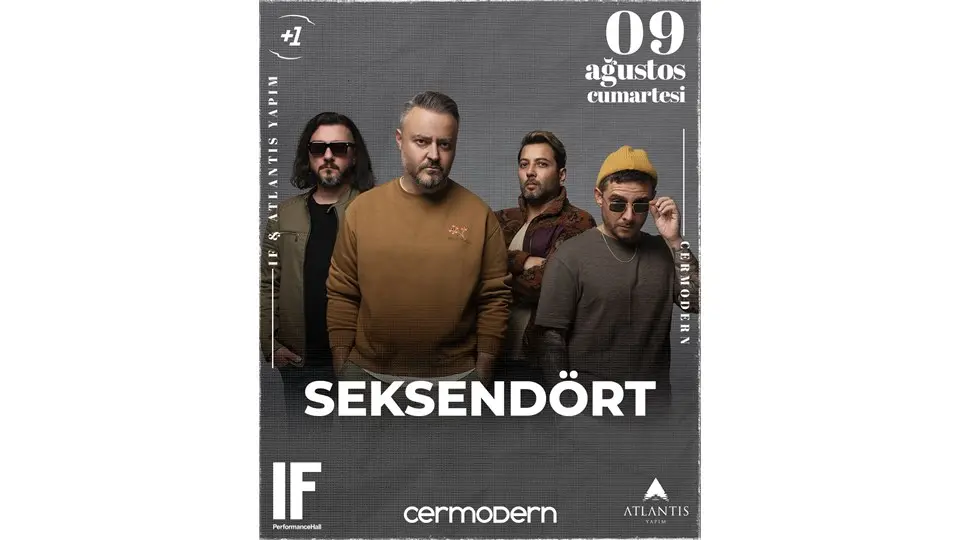 +1
09
ağustos
cumartesi
IF & ATLANTIS YAPIM
CERMODERN
SEKSENDÖRT
IF
PerformanceHall
cermodern
ATLANTIS
YAPIM